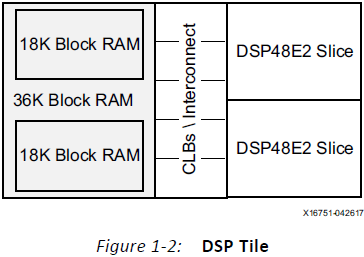 18K Block RAM
36K Block RAM
18K Block RAM
CLBs \ Interconnect
DSP48E2 Slice
DSP48E2 Slice
X16751-042617
Figure 1-2: DSP Tile